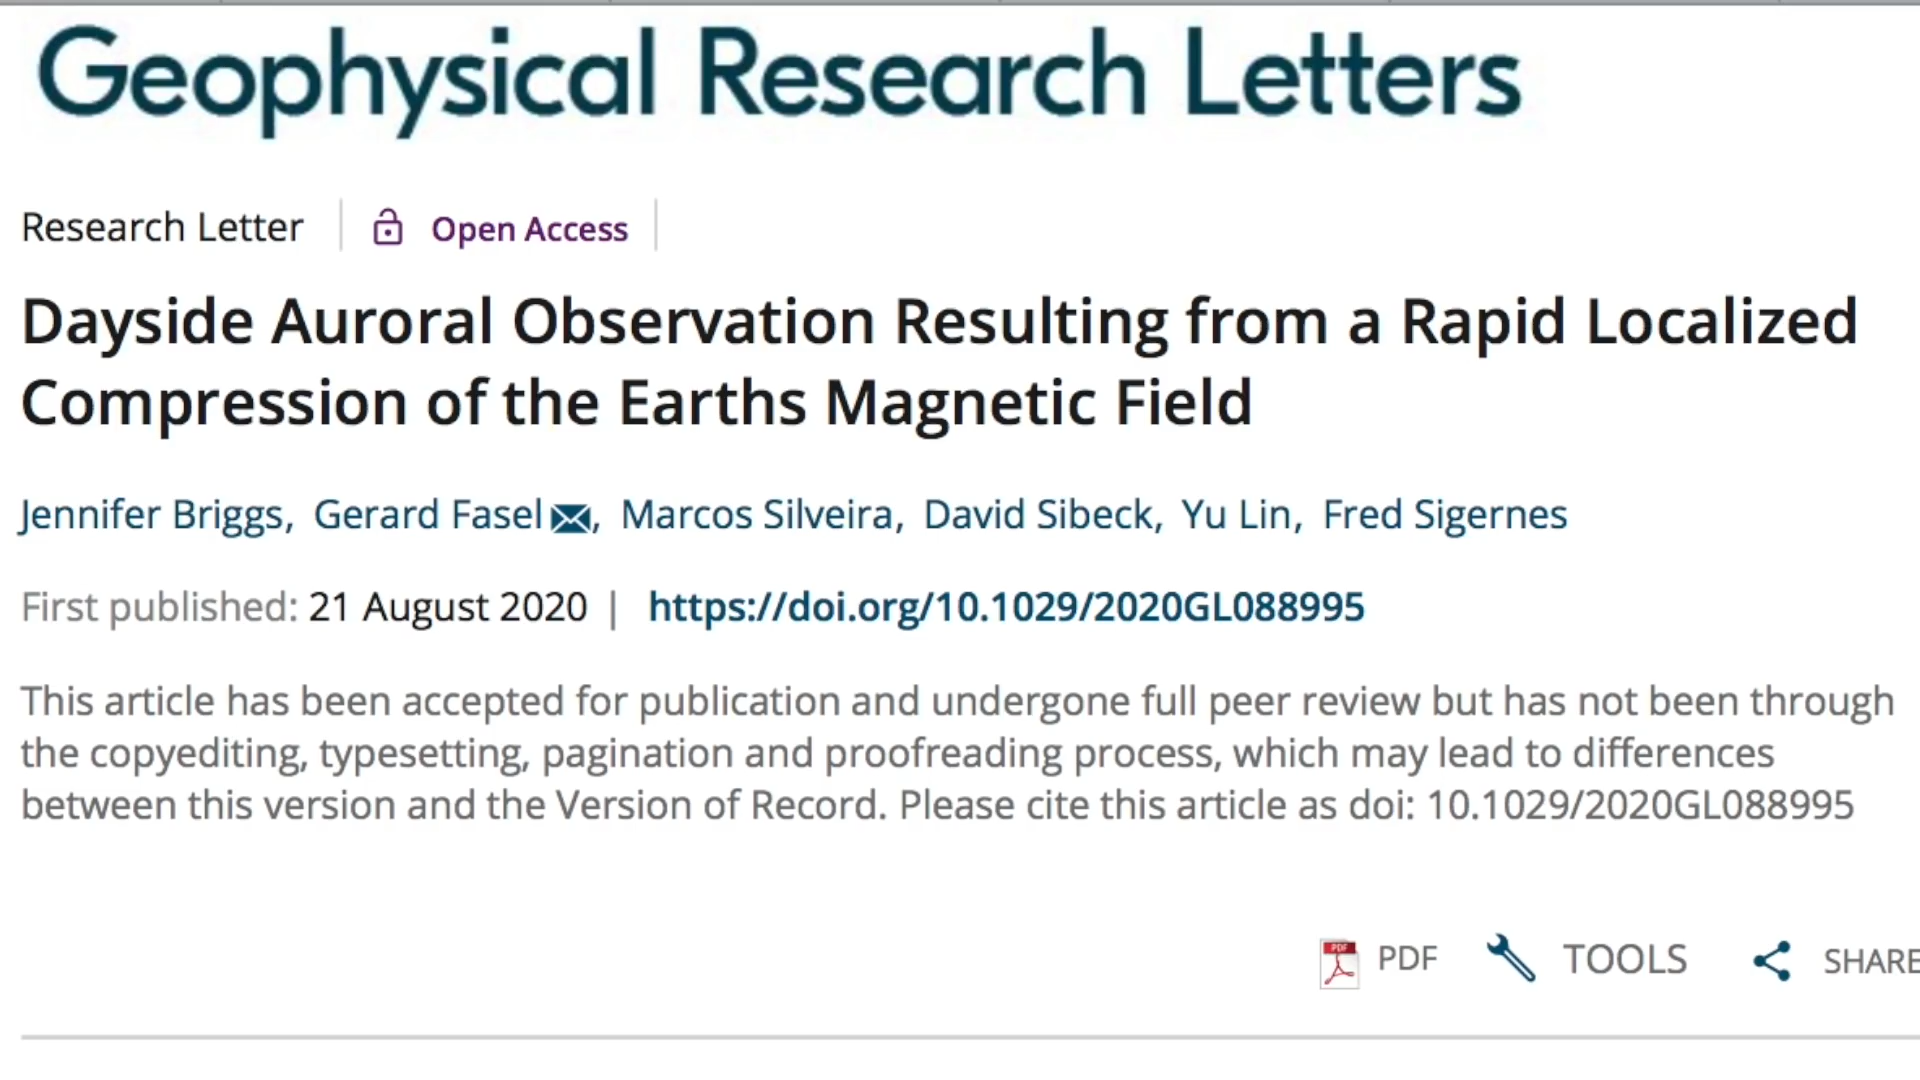 Geophysical Research Letters
Research Letter Open Access
Dayside Auroral Observation Resulting from a Rapid Localized
Compression of the Earths Magnetic Field
Jennifer Briggs, Gerard Fasel, Marcos Silveira, David Sibeck, Yu Lin, Fred Sigernes
First published: 21 August 2020 | https://doi.org/10.1029/2020GL088995
This article has been accepted for publication and undergone full peer review but has not been through
the copyediting, typesetting, pagination and proofreading process, which may lead to differences
between this version and the Version of Record. Please cite this article as doi: 10.1029/2020GL088995
PDF PDF TOOLS SHARE